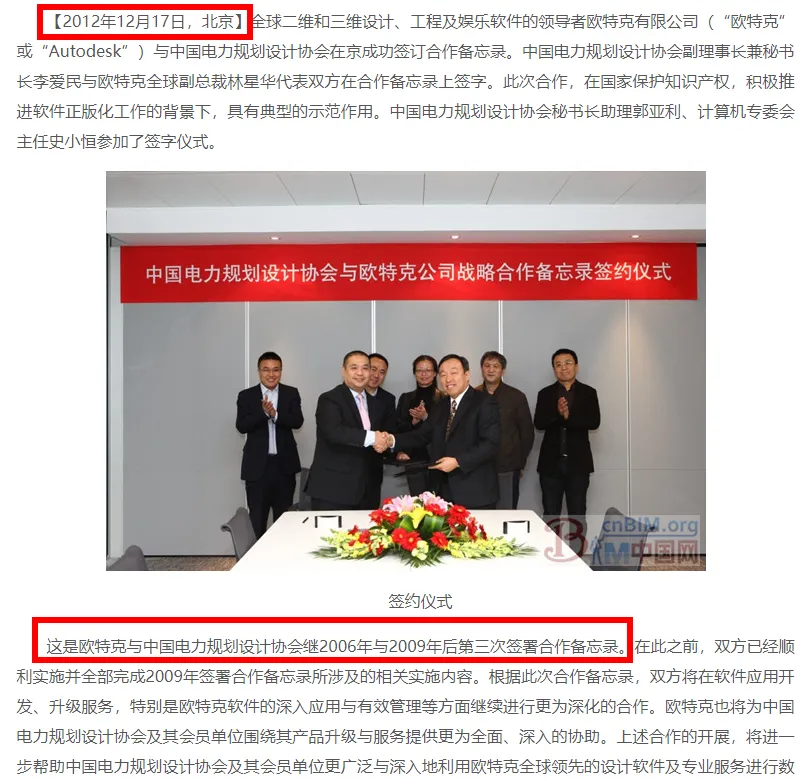 【2012年12月17日，北京】全球二维和三维设计、工程及娱乐软件的领导者欧特克有限公司（“欧特克”
或“Autodesk”）与中国电力规划设计协会在京成功签订合作备忘录。中国电力规划设计协会副理事长兼秘书
长李爱民与欧特克全球副总裁林星华代表双方在合作备忘录上签字。此次合作，在国家保护知识产权，积极推
进软件正版化工作的背景下，具有典型的示范作用。中国电力规划设计协会秘书长助理郭亚利、计算机专委会
主任史小恒参加了签字仪式。
中国电力规划设计协会与欧特克公司战略合作备忘录签约仪式
cnBIM.org
BIM中国网
签约仪式
这是欧特克与中国电力规划设计协会继2006年与2009年后第三次签署合作备忘录。在此之前，双方已经顺
利实施并全部完成2009年签署合作备忘录所涉及的相关实施内容。根据此次合作备忘录，双方将在软件应用开
发、升级服务，特别是欧特克软件的深入应用与有效管理等方面继续进行更为深化的合作。欧特克也将为中国
电力规划设计协会及其会员单位围绕其产品升级与服务提供更为全面、深入的协助。上述合作的开展，将进一
步帮助中国电力规划设计协会及其会员单位更广泛与深入地利用欧特克全球领先的设计软件及专业服务进行数